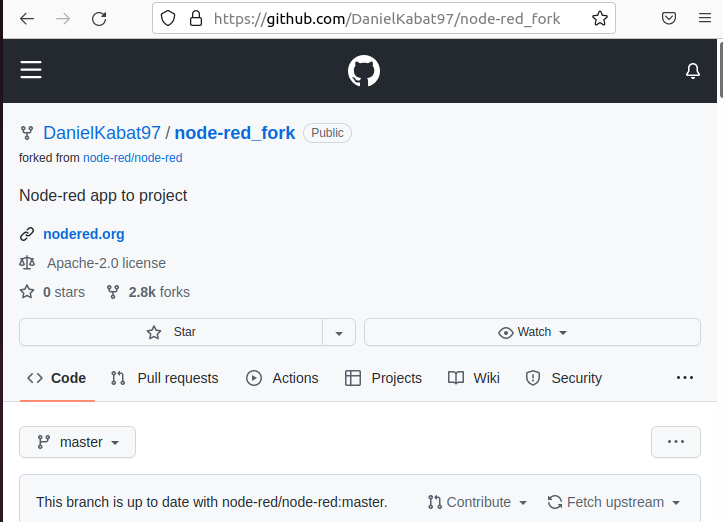 https://github.com/DanielKabat97/node-red_fork
DanielKabat97 / node-red_fork Public
forked from node-red/node-red
Node-red app to project
nodered.org
Apache-2.0 license
0 stars 2.8k forks
Star Watch
Code Pull requests Actions Projects Wiki Security
master
This branch is up to date with node-red/node-red:master. Contribute Fetch upstream